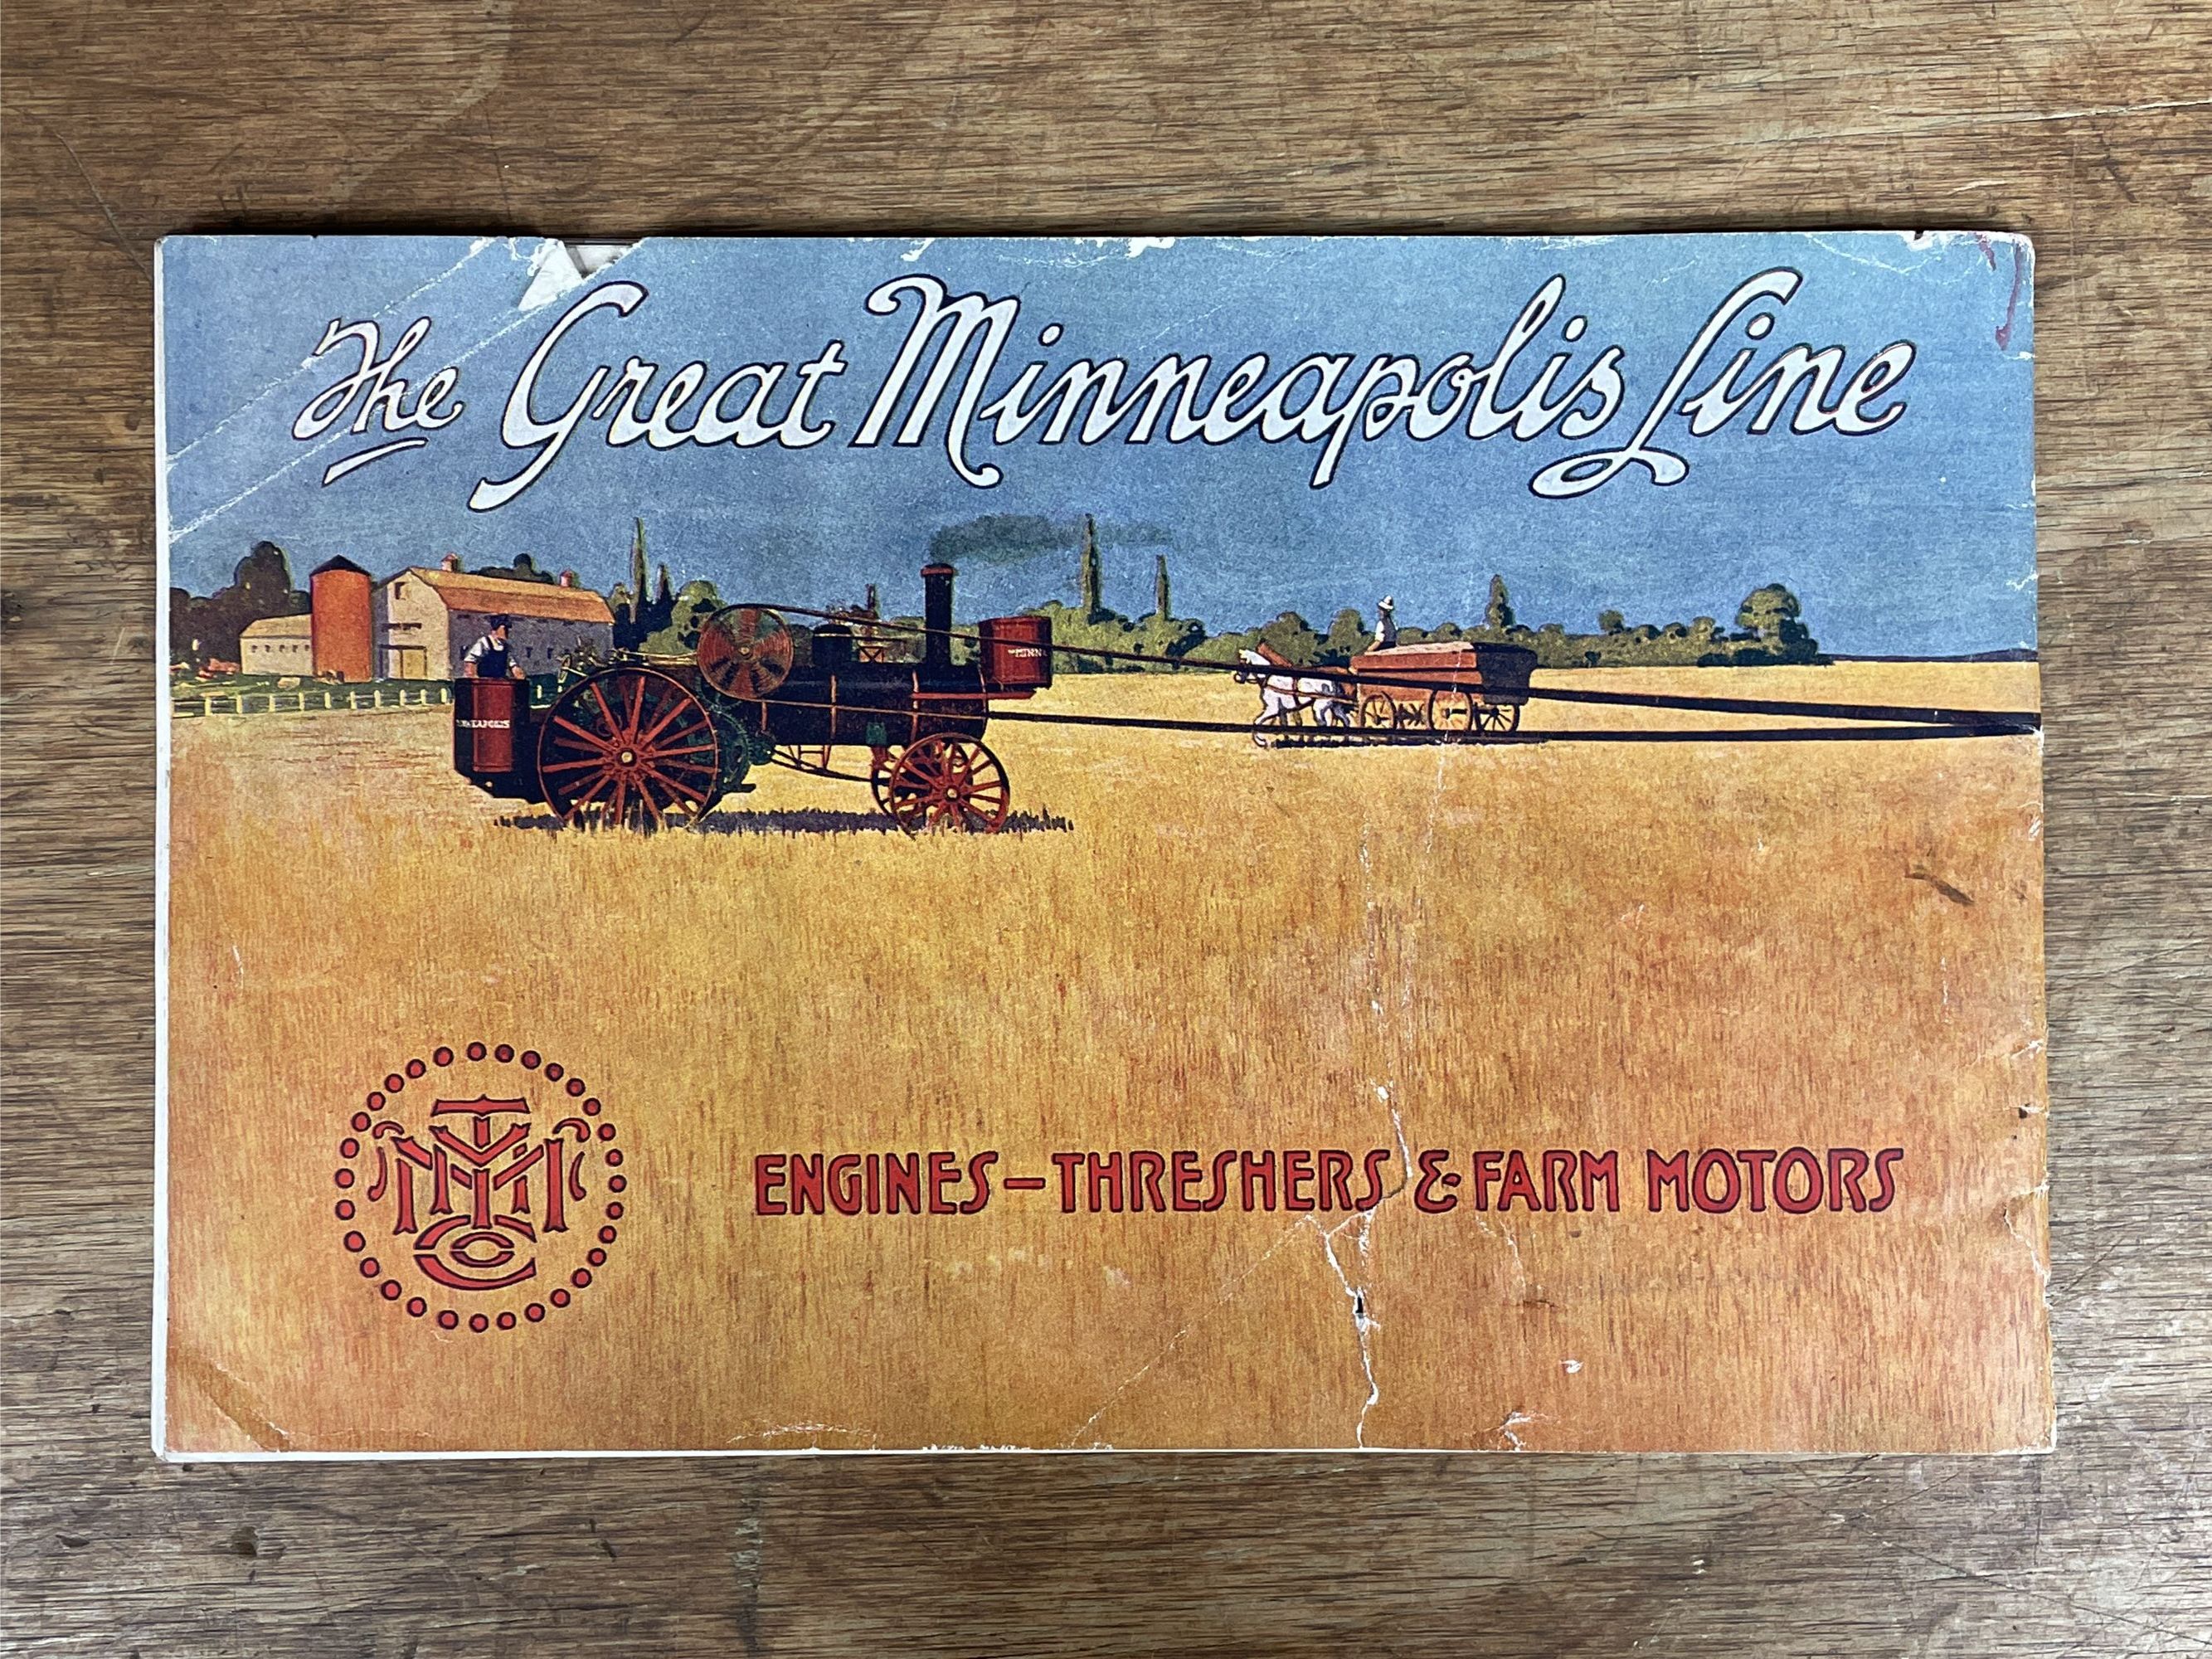 The Great Minneapolis Line
ENGINES – THRESHERS & FARM MOTORS